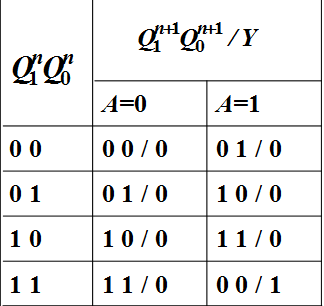 Q₁ⁿQ₀ⁿ
Q₁ⁿ⁺¹Q₀ⁿ⁺¹ / Y
A=0 A=1
0 0 0 0 / 0 0 1 / 0
0 1 0 1 / 0 1 0 / 0
1 0 1 0 / 0 1 1 / 0
1 1 1 1 / 0 0 0 / 1